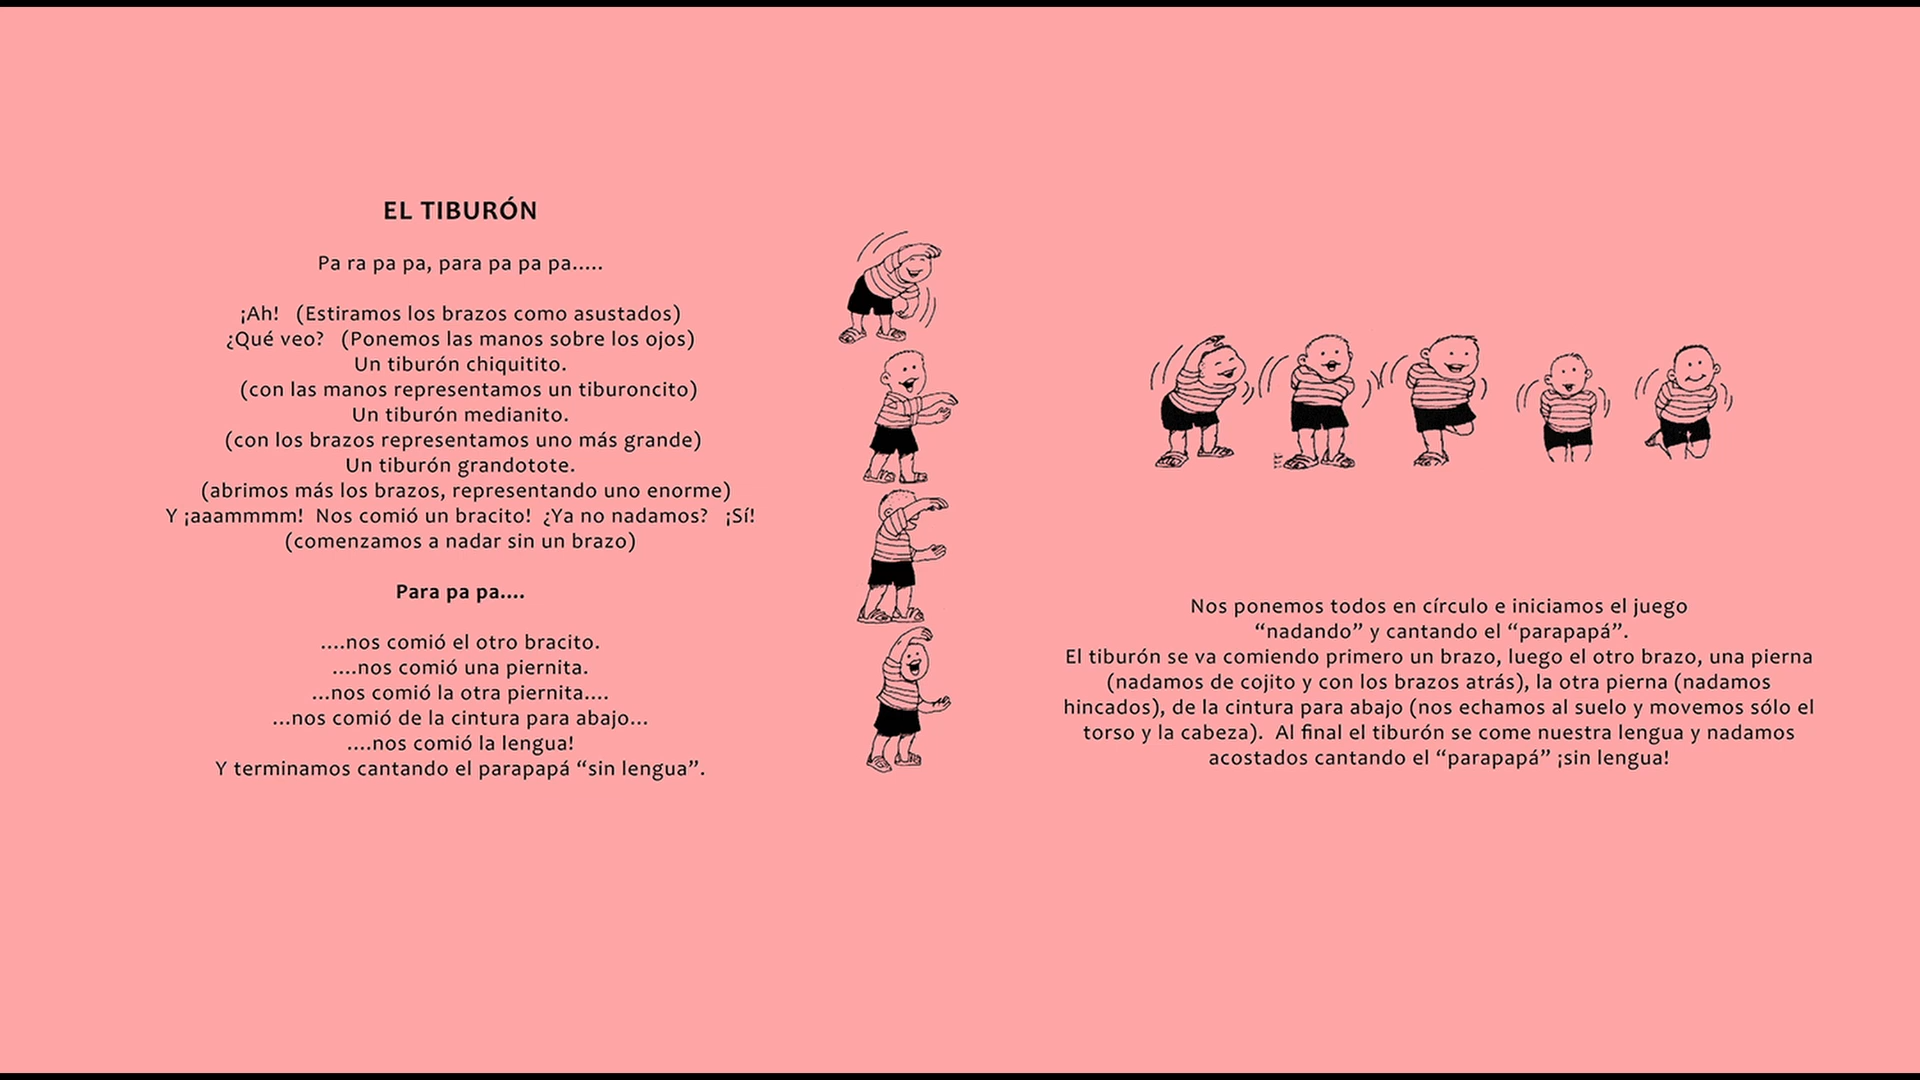 EL TIBURÓN
Pa ra pa pa, para pa pa pa.....
¡Ah!   (Estiramos los brazos como asustados)
¿Qué veo?   (Ponemos las manos sobre los ojos)
Un tiburón chiquitito.
(con las manos representamos un tiburoncito)
Un tiburón medianito.
(con los brazos representamos uno más grande)
Un tiburón grandotote.
(abrimos más los brazos, representando uno enorme)
Y ¡aaammmm!  Nos comió un bracito!  ¿Ya no nadamos?   ¡Sí!
(comenzamos a nadar sin un brazo)
Para pa pa....
....nos comió el otro bracito.
....nos comió una piernita.
...nos comió la otra piernita....
...nos comió de la cintura para abajo...
....nos comió la lengua!
Y terminamos cantando el parapapá “sin lengua”.
Nos ponemos todos en círculo e iniciamos el juego
“nadando” y cantando el “parapapá”.
El tiburón se va comiendo primero un brazo, luego el otro brazo, una pierna
(nadamos de cojito y con los brazos atrás), la otra pierna (nadamos
hincados), de la cintura para abajo (nos echamos al suelo y movemos sólo el
torso y la cabeza).  Al final el tiburón se come nuestra lengua y nadamos
acostados cantando el “parapapá” ¡sin lengua!